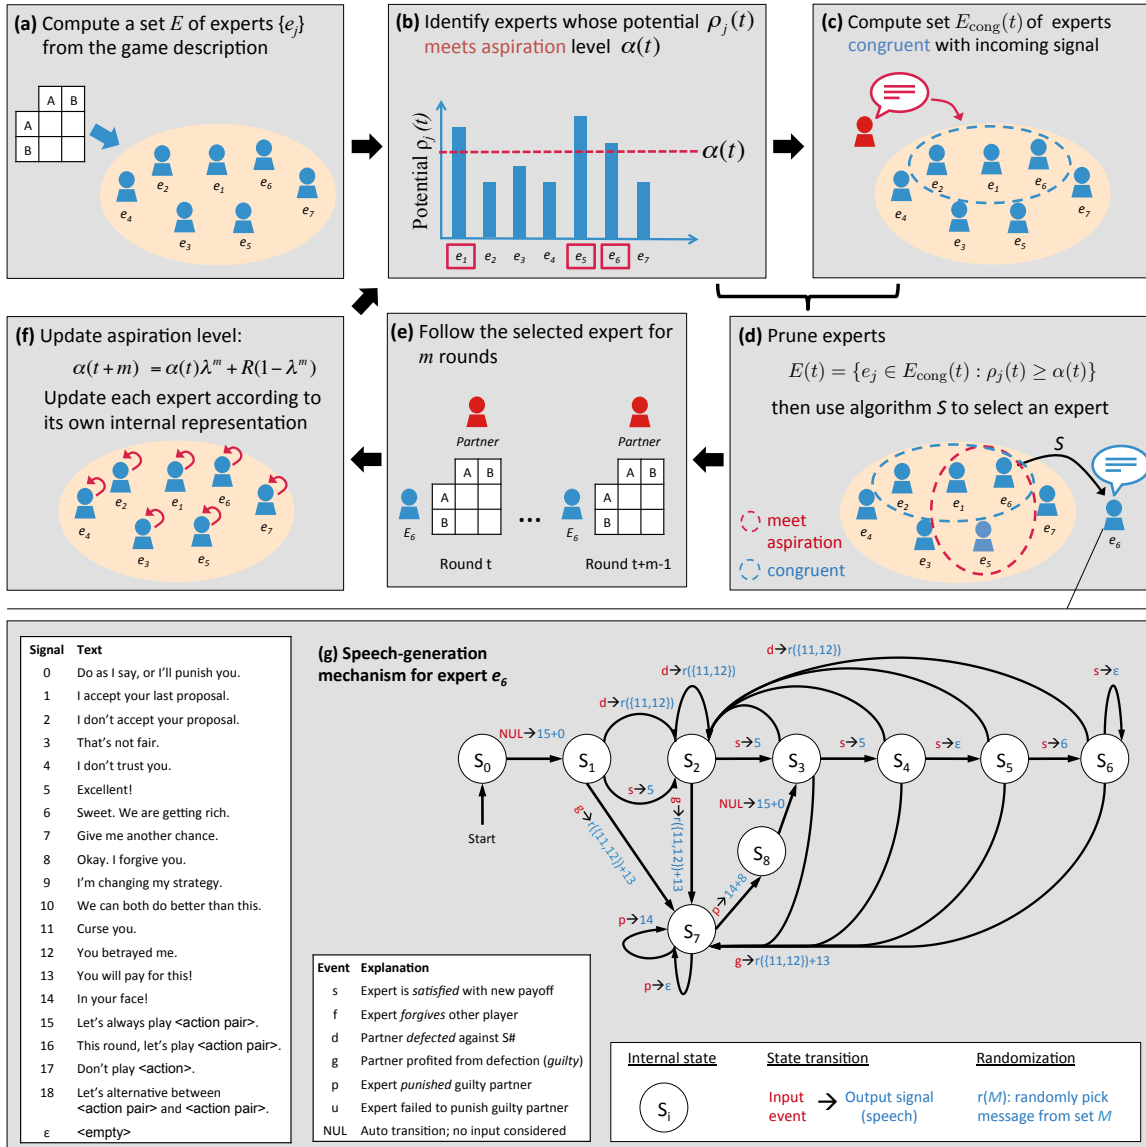 (a) Compute a set E of experts {ej}
from the game description
A B
A
B
e2
e1
e6
e4
e7
e3
e5
(b) Identify experts whose potential ρj(t)
meets aspiration level α(t)
Potential ρj(t)
α(t)
e1 e2 e3 e4 e5 e6 e7
(c) Compute set Econg(t) of experts
congruent with incoming signal
e2
e1
e6
e4
e7
e3
e5
(f) Update aspiration level:
α(t+m) = α(t)λ^m + R(1−λ^m)
Update each expert according to
its own internal representation
e2
e1
e6
e4
e7
e3
e5
(e) Follow the selected expert for
m rounds
Partner
Partner
A B
A
B
E6
...
A B
A
B
E6
Round t
Round t+m-1
(d) Prune experts
E(t) = {ej ∈ Econg(t) : ρj(t) ≥ α(t)}
then use algorithm S to select an expert
S
e2
e1
e6
e4
e7
e3
e5
e6
meet
aspiration
congruent
Signal Text
0 Do as I say, or I'll punish you.
1 I accept your last proposal.
2 I don't accept your proposal.
3 That's not fair.
4 I don't trust you.
5 Excellent!
6 Sweet. We are getting rich.
7 Give me another chance.
8 Okay. I forgive you.
9 I'm changing my strategy.
10 We can both do better than this.
11 Curse you.
12 You betrayed me.
13 You will pay for this!
14 In your face!
15 Let's always play <action pair>.
16 This round, let's play <action pair>.
17 Don't play <action>.
18 Let's alternative between
<action pair> and <action pair>.
ε <empty>
(g) Speech-generation
mechanism for expert e6
d→r({11,12})
d→r({11,12})
d→r({11,12})
s→ε
NUL→15+0
S0
S1
S2
s→5
S3
s→5
S4
s→ε
S5
s→6
S6
s→5
Start
g→r({11,12})+13
g→r({11,12})+13
NUL→15+0
S8
p→14+8
p→14
S7
p→ε
g→r({11,12})+13
Event Explanation
s Expert is satisfied with new payoff
f Expert forgives other player
d Partner defected against S#
g Partner profited from defection (guilty)
p Expert punished guilty partner
u Expert failed to punish guilty partner
NUL Auto transition; no input considered
Internal state
Si
State transition
Input
event
→
Output signal
(speech)
Randomization
r(M): randomly pick
message from set M